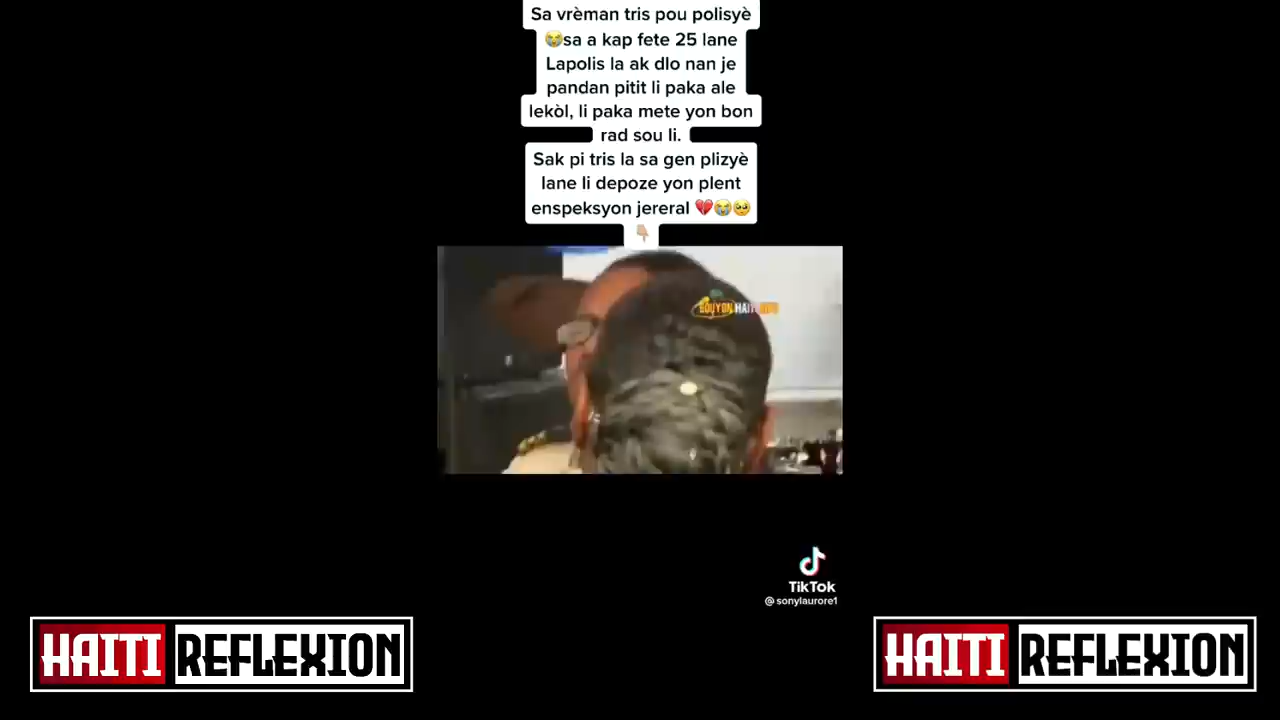 Sa vrèman tris pou polisyè
😭sa a kap fete 25 lane
Lapolis la ak dlo nan je
pandan pitit li paka ale
lekòl, li paka mete yon bon
rad sou li.
Sak pi tris la sa gen plizyè
lane li depoze yon plent
enspeksyon jereral 💔😭🥺
👇🏼
BOUYON HAITI
TikTok
@sonylaurore1
HAITI REFLEXION
HAITI REFLEXION